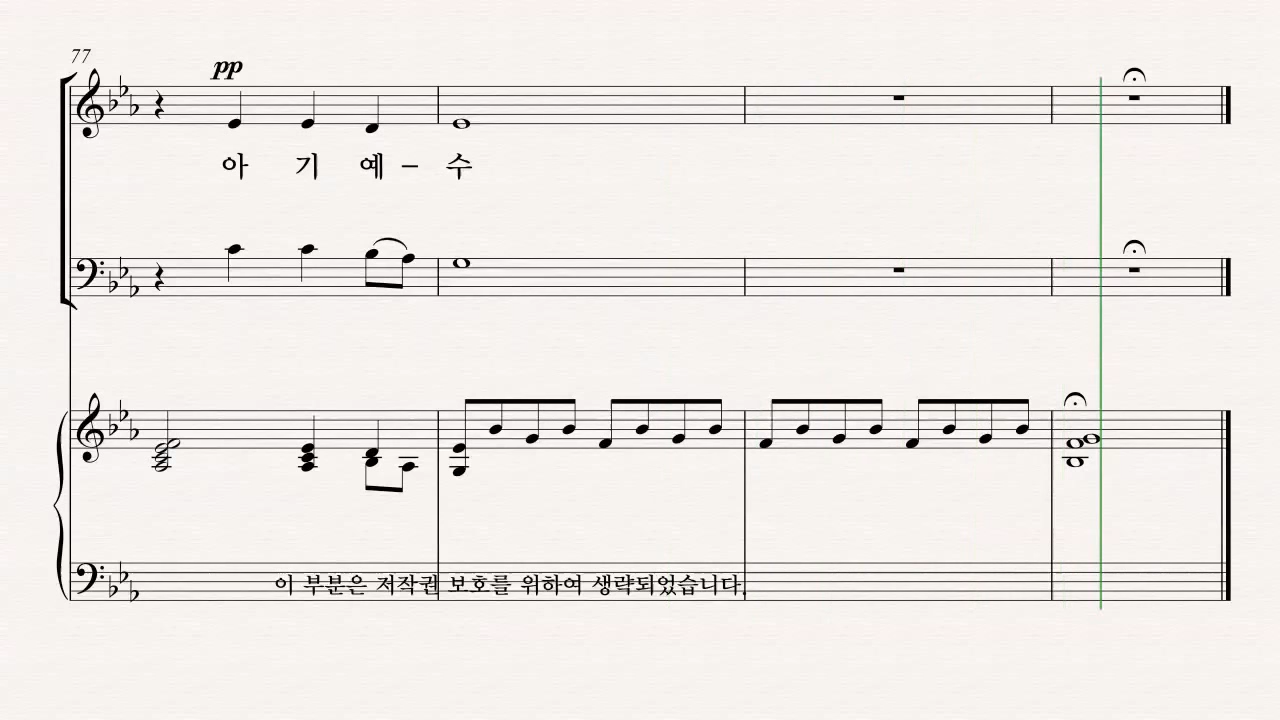 77
pp
아 기 예 – 수
이 부분은 저작권 보호를 위하여 생략되었습니다.